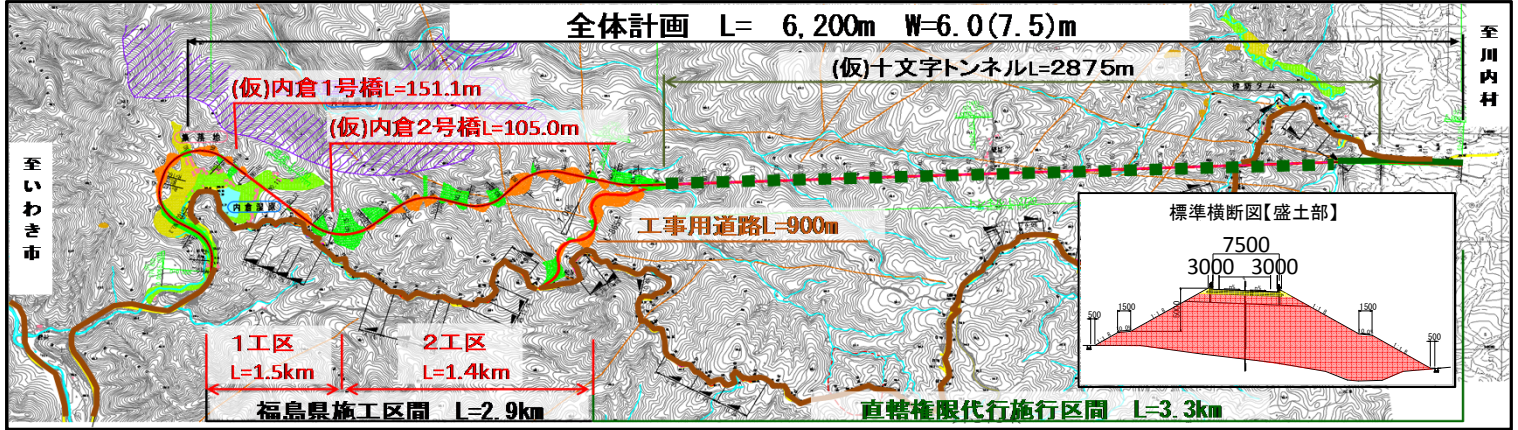 全体計画 L= 6,200m W=6.0(7.5)m
至川内村
(仮)十文字トンネルL=2875m
(仮)内倉1号橋L=151.1m
(仮)内倉2号橋L=105.0m
至いわき市
内倉湿原
工事用道路L=900m
標準横断図【盛土部】
7500
3000 3000
1500
1500
500
500
5000
1工区
L=1.5km
2工区
L=1.4km
福島県施工区間 L=2.9km
直轄権限代行施行区間 L=3.3km